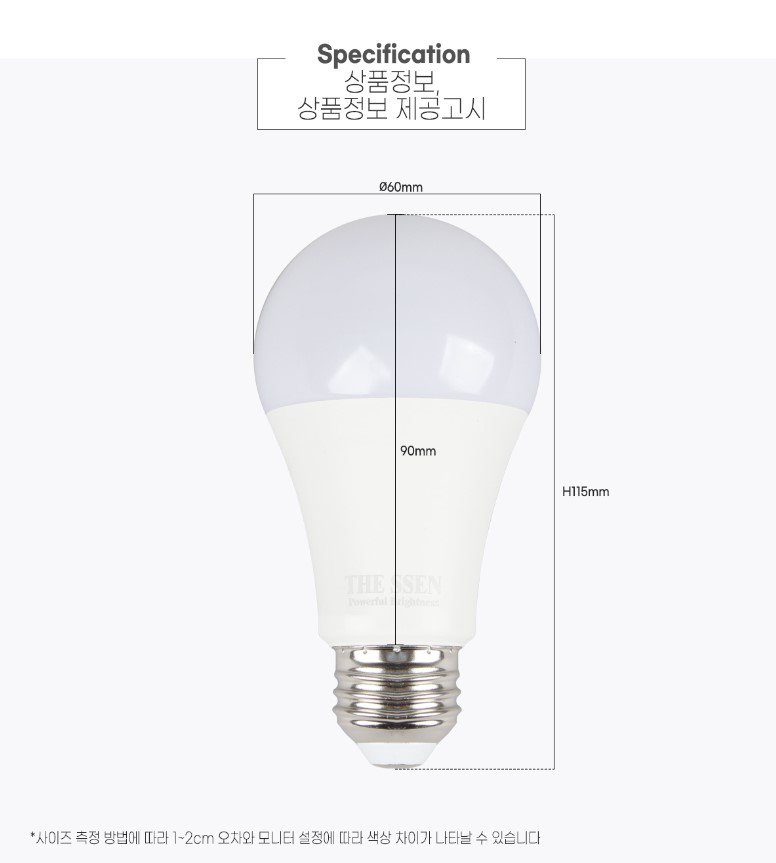 Specification
상품정보,
상품정보 제공고시
Ø60mm
90mm
H115mm
THE SSEN
Powerful Brightness
*사이즈 측정 방법에 따라 1~2cm 오차와 모니터 설정에 따라 색상 차이가 나타날 수 있습니다